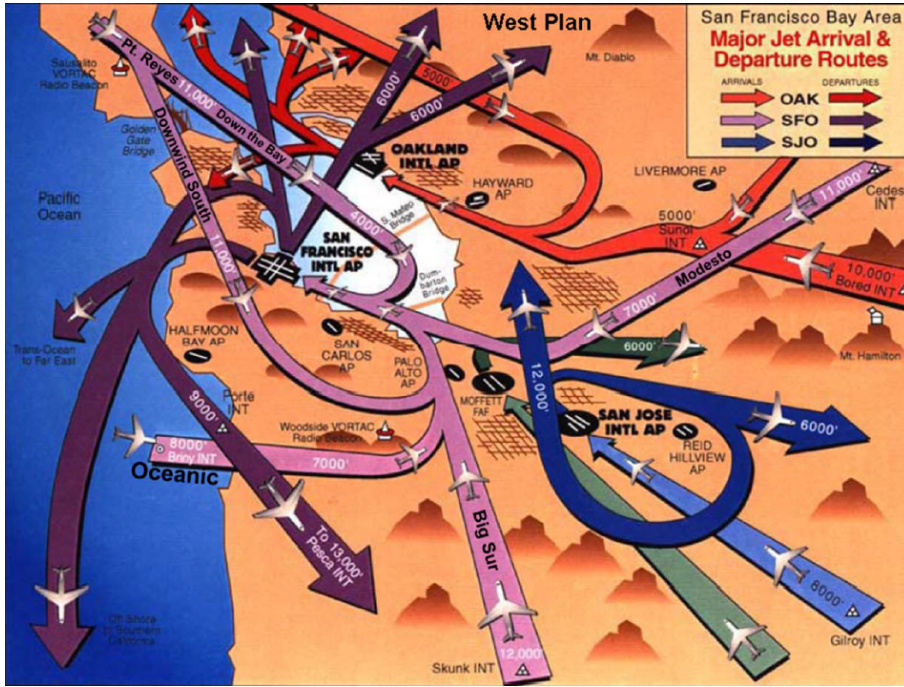 West Plan
San Francisco Bay Area
Major Jet Arrival &
Departure Routes
ARRIVALS
DEPARTURES
OAK
SFO
SJO
Mt. Diablo
Sausalito
VORTAC
Radio Beacon
Pt. Reyes
11,000'
Down the Bay
Golden
Gate
Bridge
Downwind South
11,000'
6000'
6000'
5000'
OAKLAND
INTL AP
HAYWARD
AP
LIVERMORE AP
11,000'
Cedes
INT
Pacific
Ocean
4000'
S. Mateo
Bridge
5000'
Sunol
INT
SAN
FRANCISCO
INTL AP
Dum-
barton
Bridge
Modesto
7000'
10,000'
Bored INT
HALFMOON
BAY AP
SAN
CARLOS
AP
PALO
ALTO
AP
6000'
Mt. Hamilton
Trans-Ocean
to Far East
12,000'
MOFFETT
FAF
Porte
INT
9000'
SAN JOSE
INTL AP
REID
HILLVIEW
AP
6000'
Woodside VORTAC
Radio Beacon
8000'
Briny INT
7000'
Oceanic
Big Sur
To 13,000'
Pesca INT
8000'
Gilroy INT
Off Shore
to Southern
California
Skunk INT
12,000'